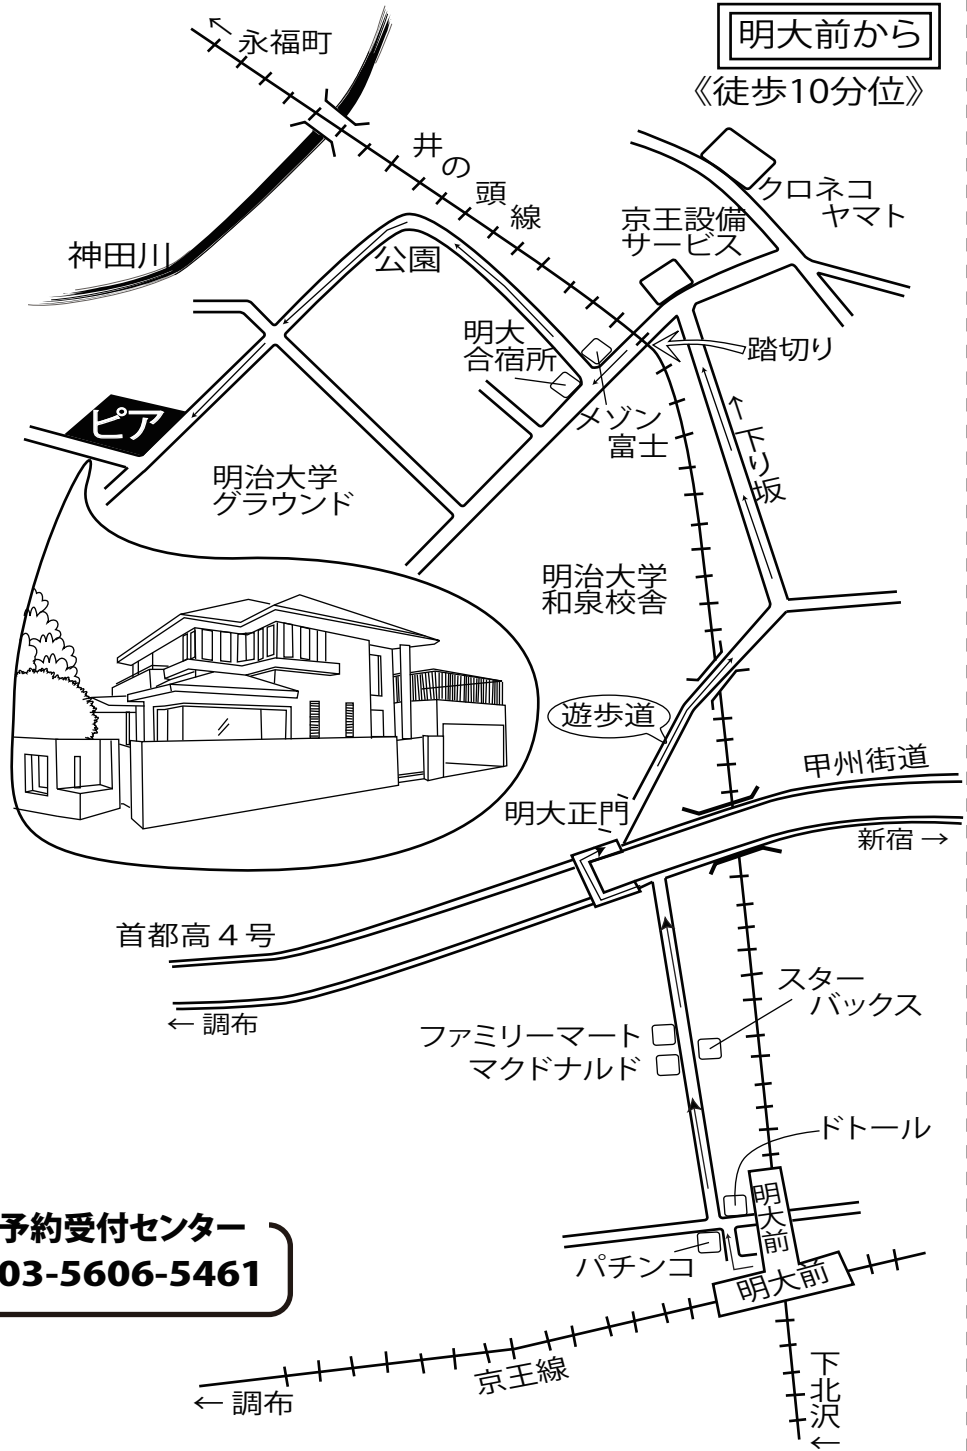 明大前から
《徒歩10分位》
永福町
井の頭線
クロネコ
ヤマト
京王設備
サービス
神田川
公園
明大
合宿所
踏切り
ピア
メゾン
富士
下り坂
明治大学
グラウンド
明治大学
和泉校舎
遊歩道
甲州街道
明大正門
新宿→
首都高4号
←調布
スター
バックス
ファミリーマート
マクドナルド
ドトール
明大前
予約受付センター
03-5606-5461
パチンコ
明大前
京王線
←調布
下北沢
←